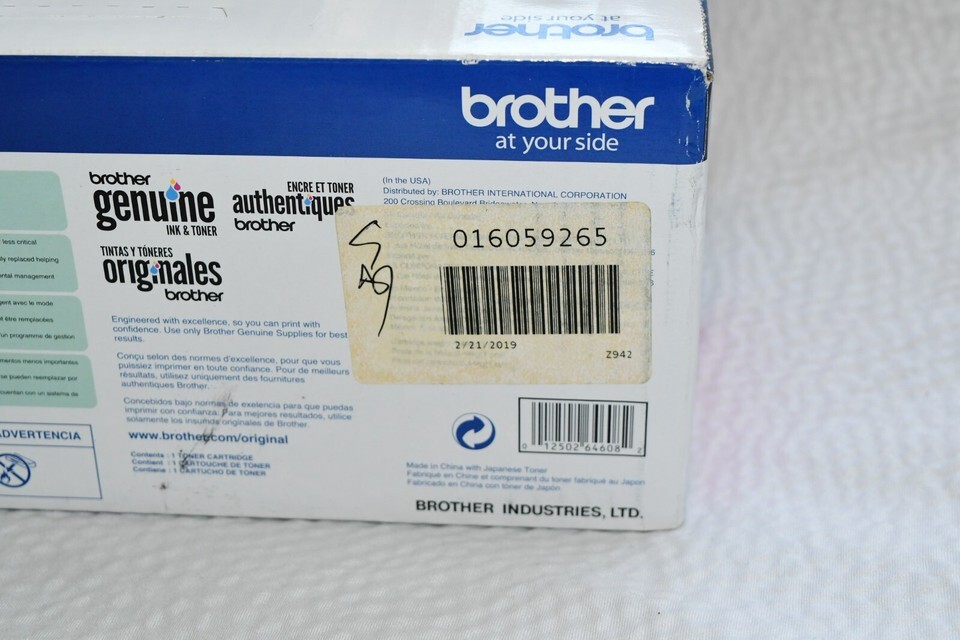 brother
at your side
brother
at your side
brother
genuine
INK & TONER
ENCRE ET TONER
authentiques
brother
TINTAS Y TÓNERES
originales
brother
(In the USA)
Distributed by: BROTHER INTERNATIONAL CORPORATION
200 Crossing Boulevard
016059265
2/21/2019
Z942
less critical
ly replaced helping
ental management
gent avec le mode
t être remplacées
un programme de gestion
mentos menos importantes
se pueden reemplazar por
cuentan con un sistema de
ADVERTENCIA
Engineered with excellence, so you can print with
confidence. Use only Brother Genuine Supplies for best
results.
Conçu selon des normes d'excellence, pour que vous
puissiez imprimer en toute confiance. Pour de meilleurs
résultats, utilisez uniquement des fournitures
authentiques Brother.
Concebidos bajo normas de exelencia para que puedas
imprimir con confianza. Para mejores resultados, utilice
solamente los insumos originales de Brother.
www.brother.com/original
Contents : 1 TONER CARTRIDGE
Contient : 1 CARTOUCHE DE TONER
Contiene : 1 CARTUCHO DE TONER
0 12502 64608 2
Made in China with Japanese Toner
Fabriqué en Chine et comprenant du toner fabriqué au Japon
Fabricado en China con tóner de Japón
BROTHER INDUSTRIES, LTD.